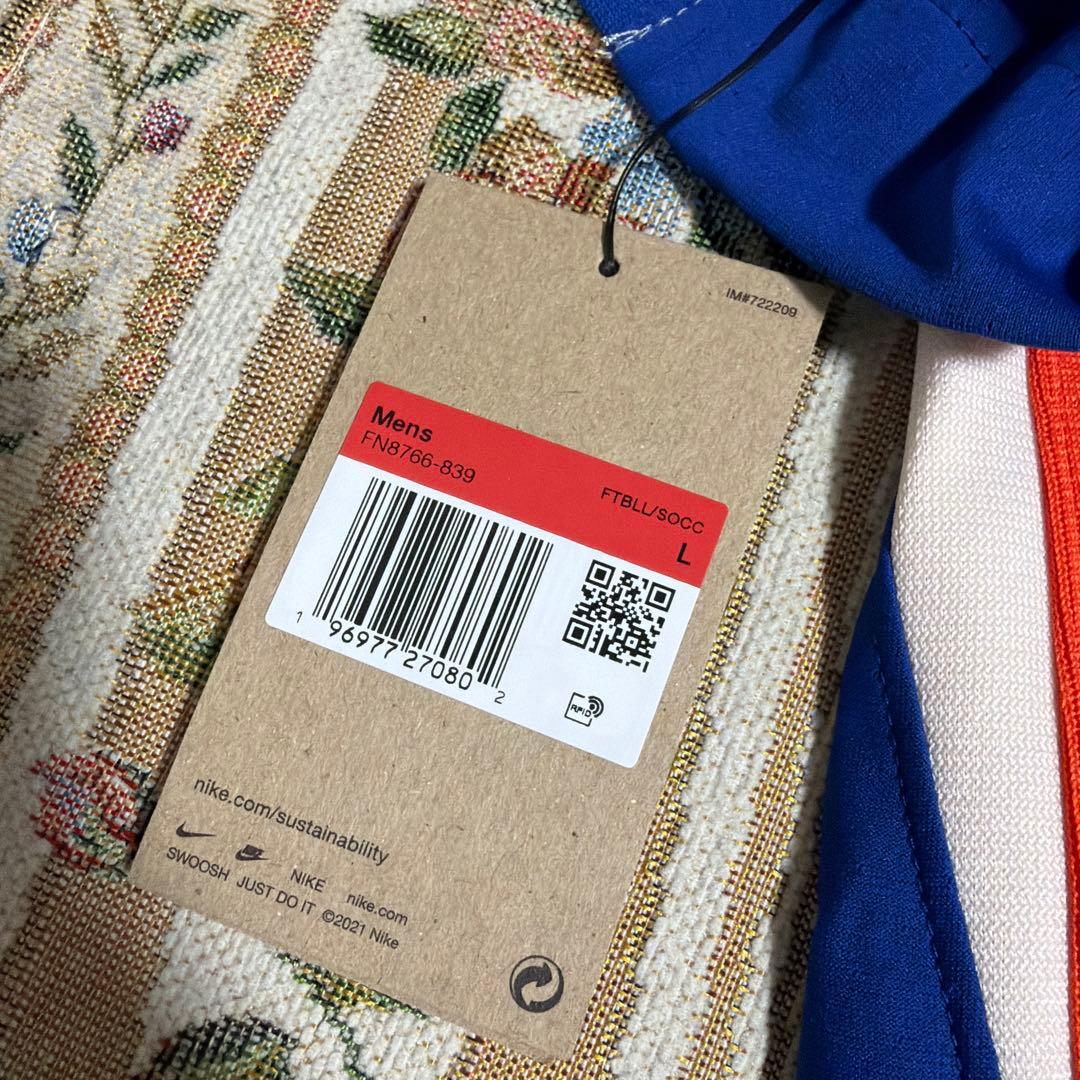 IM#722209
Mens
FN8766-839
FTBLL/SOCC
L
1 96977 27080 2
RFID
nike.com/sustainability
NIKE nike.com
SWOOSH JUST DO IT ©2021 Nike